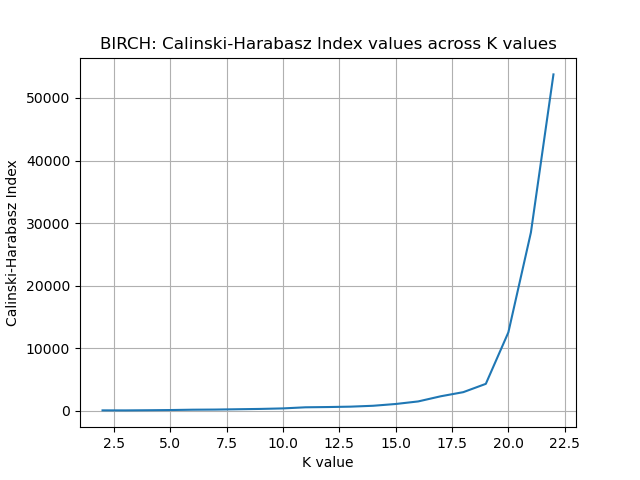 BIRCH: Calinski-Harabasz Index values across K values
Calinski-Harabasz Index
50000
40000
30000
20000
10000
0
2.5 5.0 7.5 10.0 12.5 15.0 17.5 20.0 22.5
K value